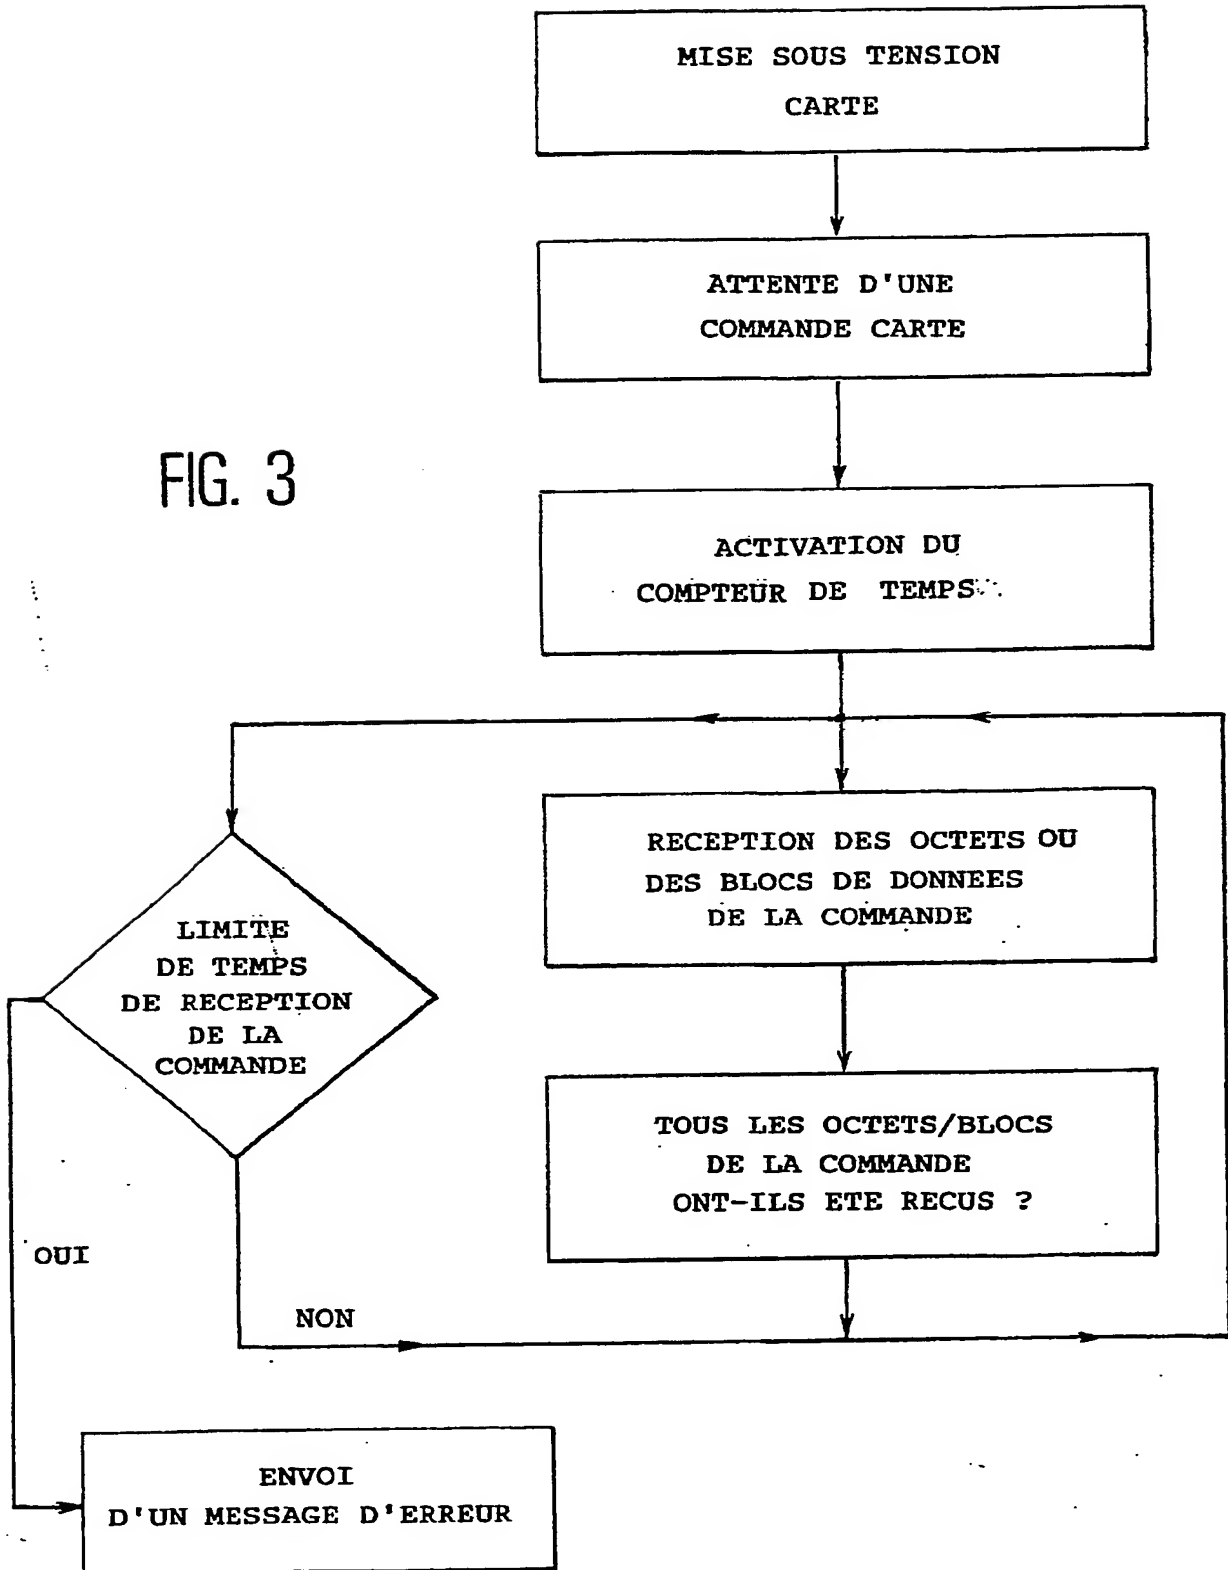 MISE SOUS TENSION
CARTE
ATTENTE D'UNE
COMMANDE CARTE
FIG. 3
ACTIVATION DU
COMPTEUR DE TEMPS
RECEPTION DES OCTETS OU
DES BLOCS DE DONNEES
DE LA COMMANDE
LIMITE
DE TEMPS
DE RECEPTION
DE LA
COMMANDE
TOUS LES OCTETS/BLOCS
DE LA COMMANDE
ONT-ILS ETE RECUS ?
OUI
NON
ENVOI
D'UN MESSAGE D'ERREUR